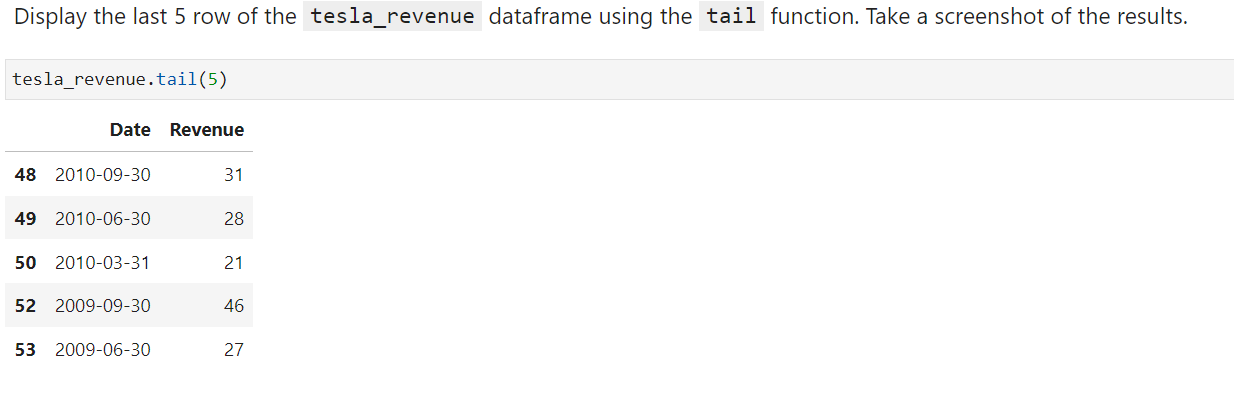 Display the last 5 row of the tesla_revenue dataframe using the tail function. Take a screenshot of the results.
tesla_revenue.tail(5)
Date Revenue
48 2010-09-30 31
49 2010-06-30 28
50 2010-03-31 21
52 2009-09-30 46
53 2009-06-30 27